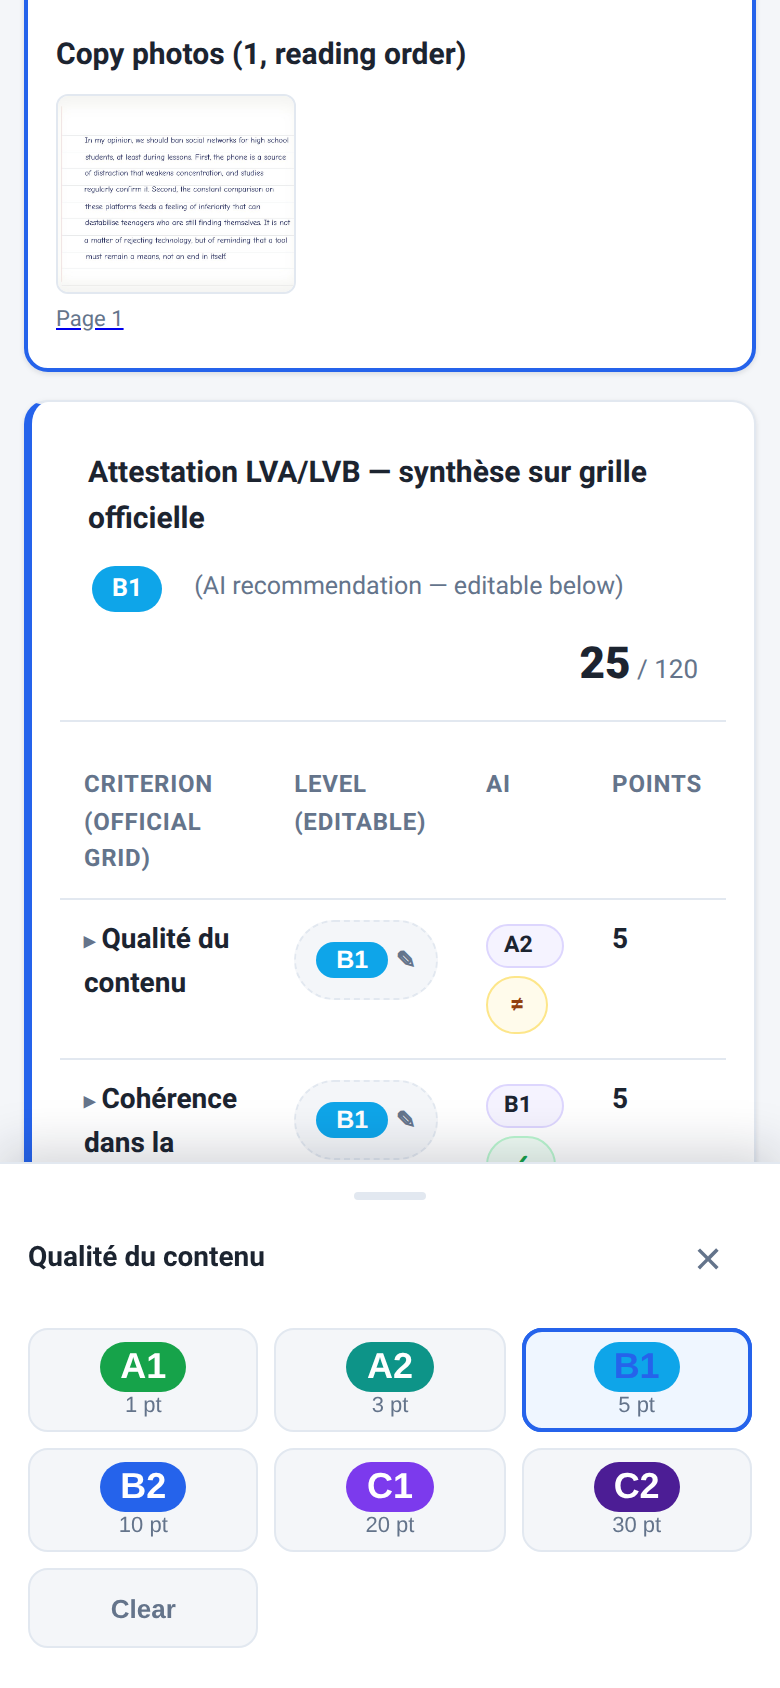 Copy photos (1, reading order)
In my opinion, we should ban social networks for high school
students, at least during lessons. First, the phone is a source
of distraction that weakens concentration, and studies
regularly confirm it. Second, the constant comparison on
these platforms feeds a feeling of inferiority that can
destabilise teenagers who are still finding themselves. It is not
a matter of rejecting technology, but of reminding that a tool
must remain a means, not an end in itself.
Page 1
Attestation LVA/LVB — synthèse sur grille
officielle
B1 (AI recommendation — editable below)
25 / 120
CRITERION LEVEL AI POINTS
(OFFICIAL (EDITABLE)
GRID)
▸ Qualité du B1 ✎ A2 5
contenu ≠
▸ Cohérence B1 ✎ B1 5
dans la ✓
Qualité du contenu ✕
A1 A2 B1
1 pt 3 pt 5 pt
B2 C1 C2
10 pt 20 pt 30 pt
Clear